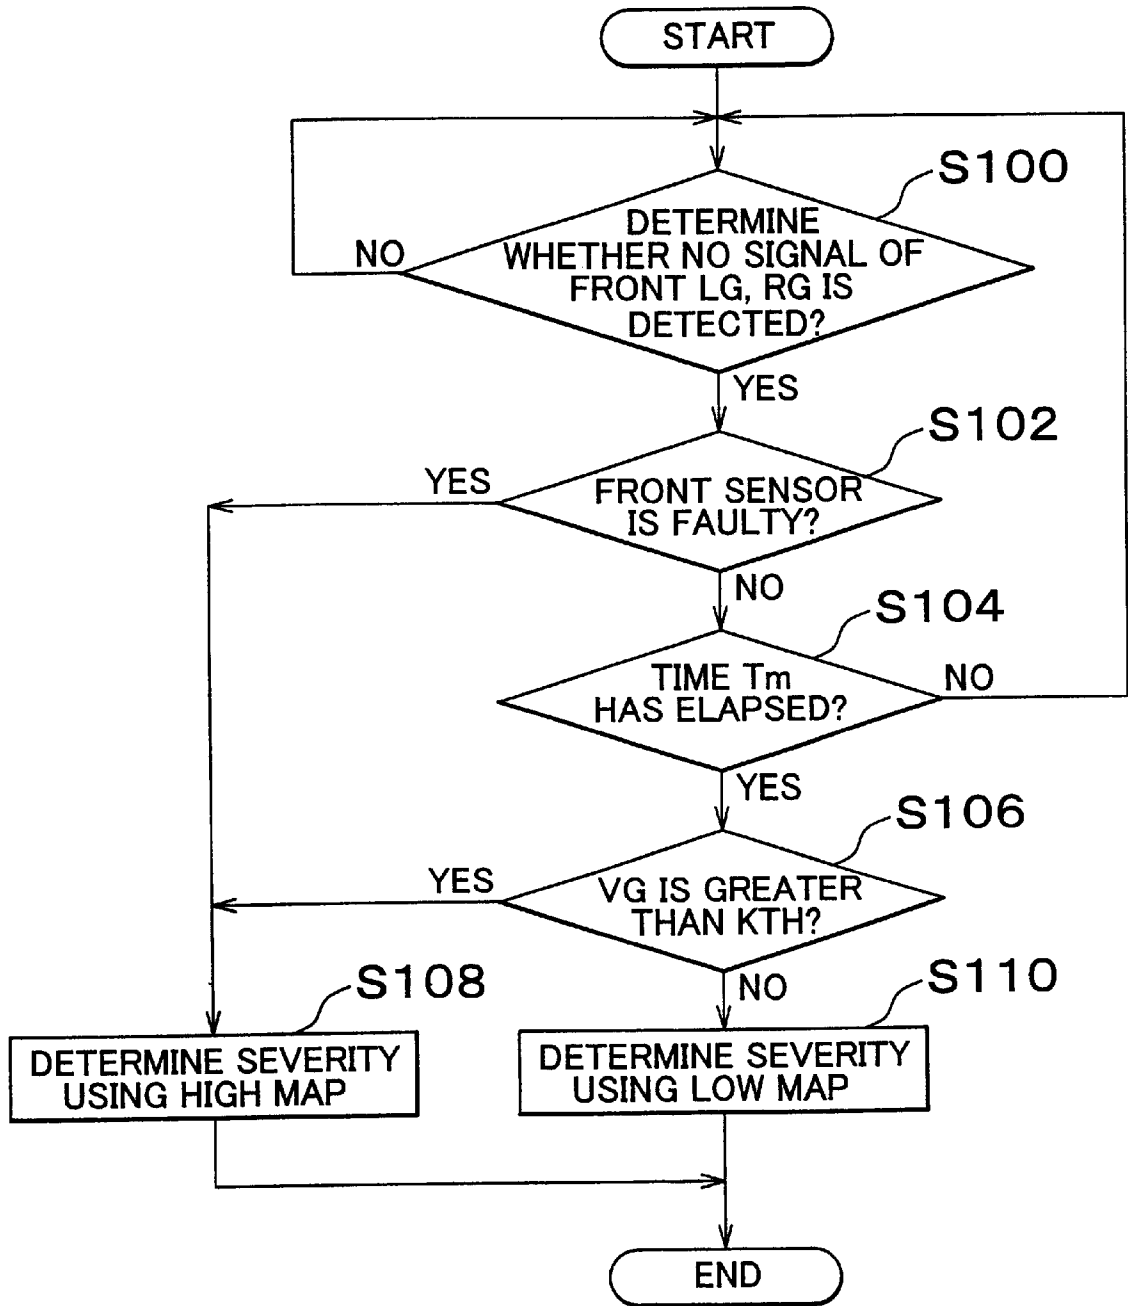 START
S100
DETERMINE
WHETHER NO SIGNAL OF
FRONT LG, RG IS
DETECTED?
NO
YES
S102
FRONT SENSOR
IS FAULTY?
YES
NO
S104
TIME Tm
HAS ELAPSED?
NO
YES
S106
VG IS GREATER
THAN KTH?
YES
NO
S108
DETERMINE SEVERITY
USING HIGH MAP
S110
DETERMINE SEVERITY
USING LOW MAP
END